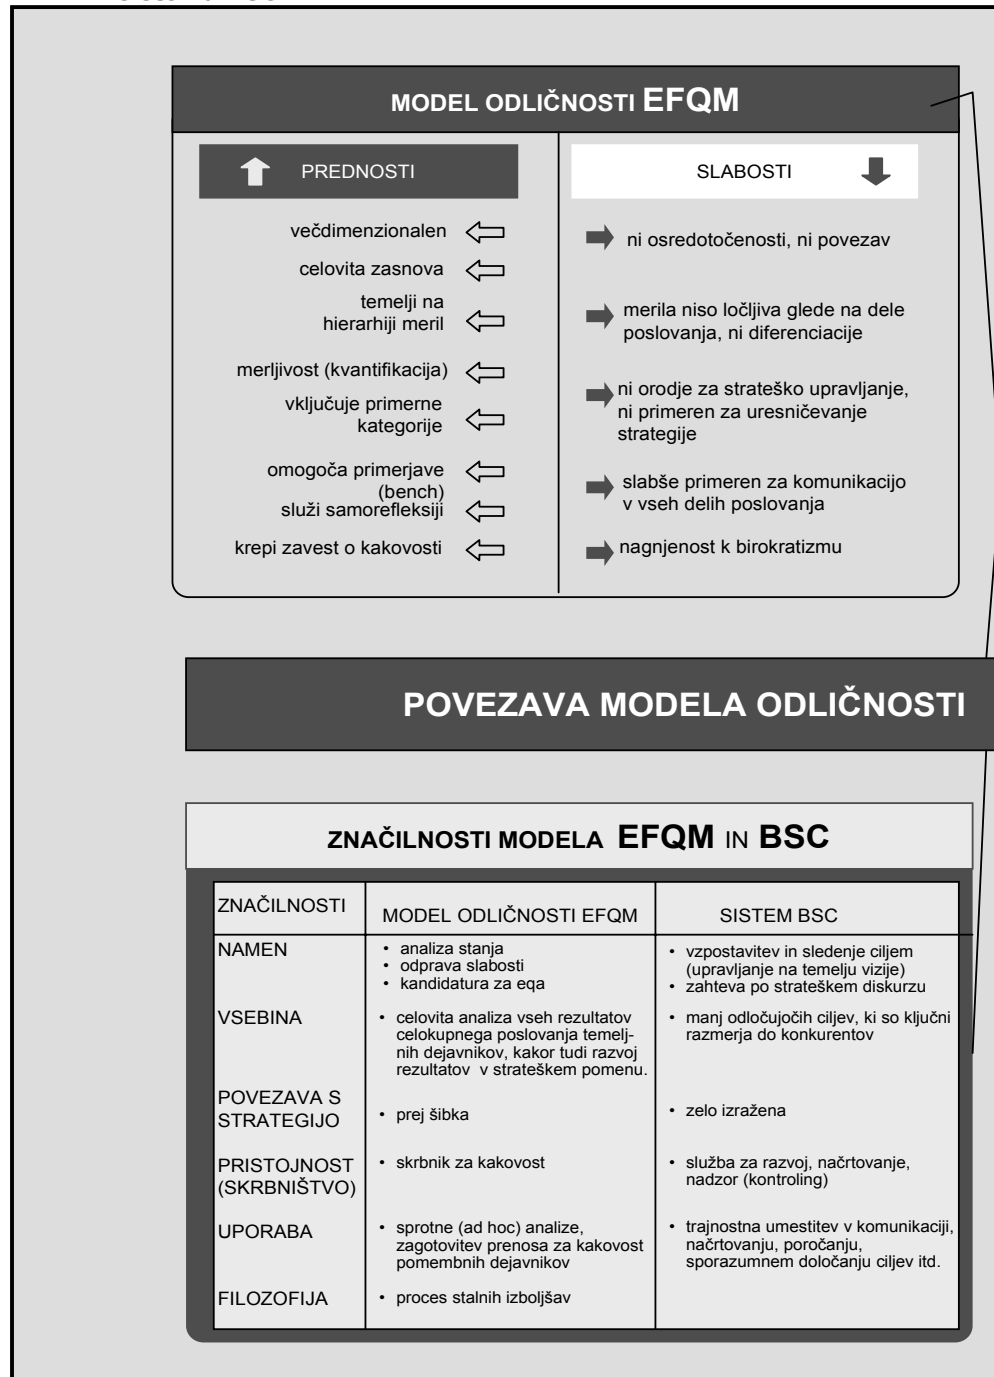 MODEL ODLIČNOSTI EFQM
PREDNOSTI
večdimenzionalen
celovita zasnova
temelji na
hierarhiji meril
merljivost (kvantifikacija)
vključuje primerne
kategorije
omogoča primerjave
(bench)
služi samorefleksiji
krepi zavest o kakovosti
SLABOSTI
ni osredotočenosti, ni povezav
merila niso ločljiva glede na dele
poslovanja, ni diferenciacije
ni orodje za strateško upravljanje,
ni primeren za uresničevanje
strategije
slabše primeren za komunikacijo
v vseh delih poslovanja
nagnjenost k birokratizmu
POVEZAVA MODELA ODLIČNOSTI
ZNAČILNOSTI MODELA EFQM IN BSC
ZNAČILNOSTI
MODEL ODLIČNOSTI EFQM
SISTEM BSC
NAMEN
• analiza stanja
• odprava slabosti
• kandidatura za eqa
• vzpostavitev in sledenje ciljem
(upravljanje na temelju vizije)
• zahteva po strateškem diskurzu
VSEBINA
• celovita analiza vseh rezultatov
celokupnega poslovanja temelj-
nih dejavnikov, kakor tudi razvoj
rezultatov v strateškem pomenu.
• manj odločujočih ciljev, ki so ključni
razmerja do konkurentov
POVEZAVA S
STRATEGIJO
• prej šibka
• zelo izražena
PRISTOJNOST
(SKRBNIŠTVO)
• skrbnik za kakovost
• služba za razvoj, načrtovanje,
nadzor (kontroling)
UPORABA
• sprotne (ad hoc) analize,
zagotovitev prenosa za kakovost
pomembnih dejavnikov
• trajnostna umestitev v komunikaciji,
načrtovanju, poročanju,
sporazumnem določanju ciljev itd.
FILOZOFIJA
• proces stalnih izboljšav